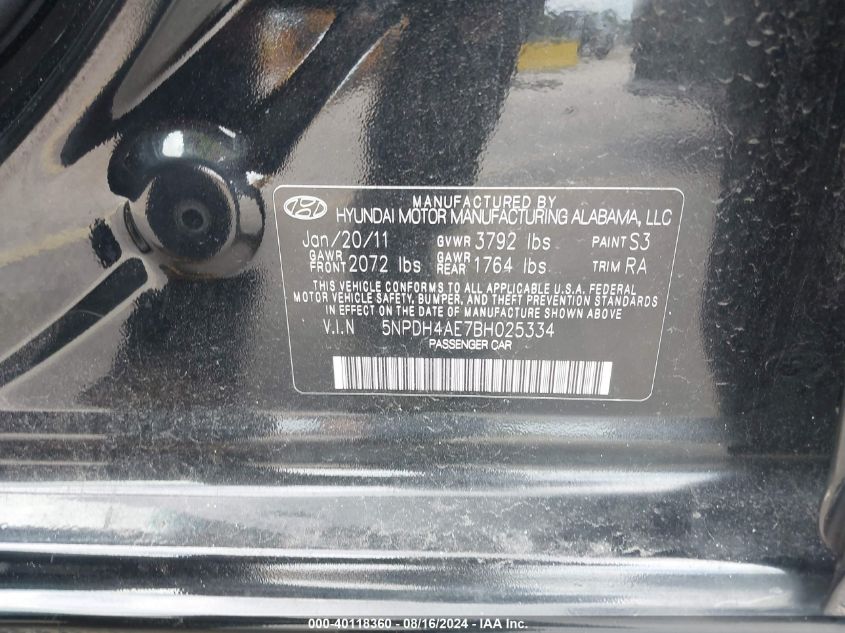 MANUFACTURED BY
HYUNDAI MOTOR MANUFACTURING ALABAMA, LLC
Jan/20/11 GVWR 3792 lbs PAINT S3
GAWR FRONT 2072 lbs GAWR REAR 1764 lbs TRIM RA
THIS VEHICLE CONFORMS TO ALL APPLICABLE U.S.A. FEDERAL
MOTOR VEHICLE SAFETY, BUMPER, AND THEFT PREVENTION STANDARDS
IN EFFECT ON THE DATE OF MANUFACTURE SHOWN ABOVE
V.I.N 5NPDH4AE7BH025334
PASSENGER CAR
000-40118360 - 08/16/2024 - IAA Inc.